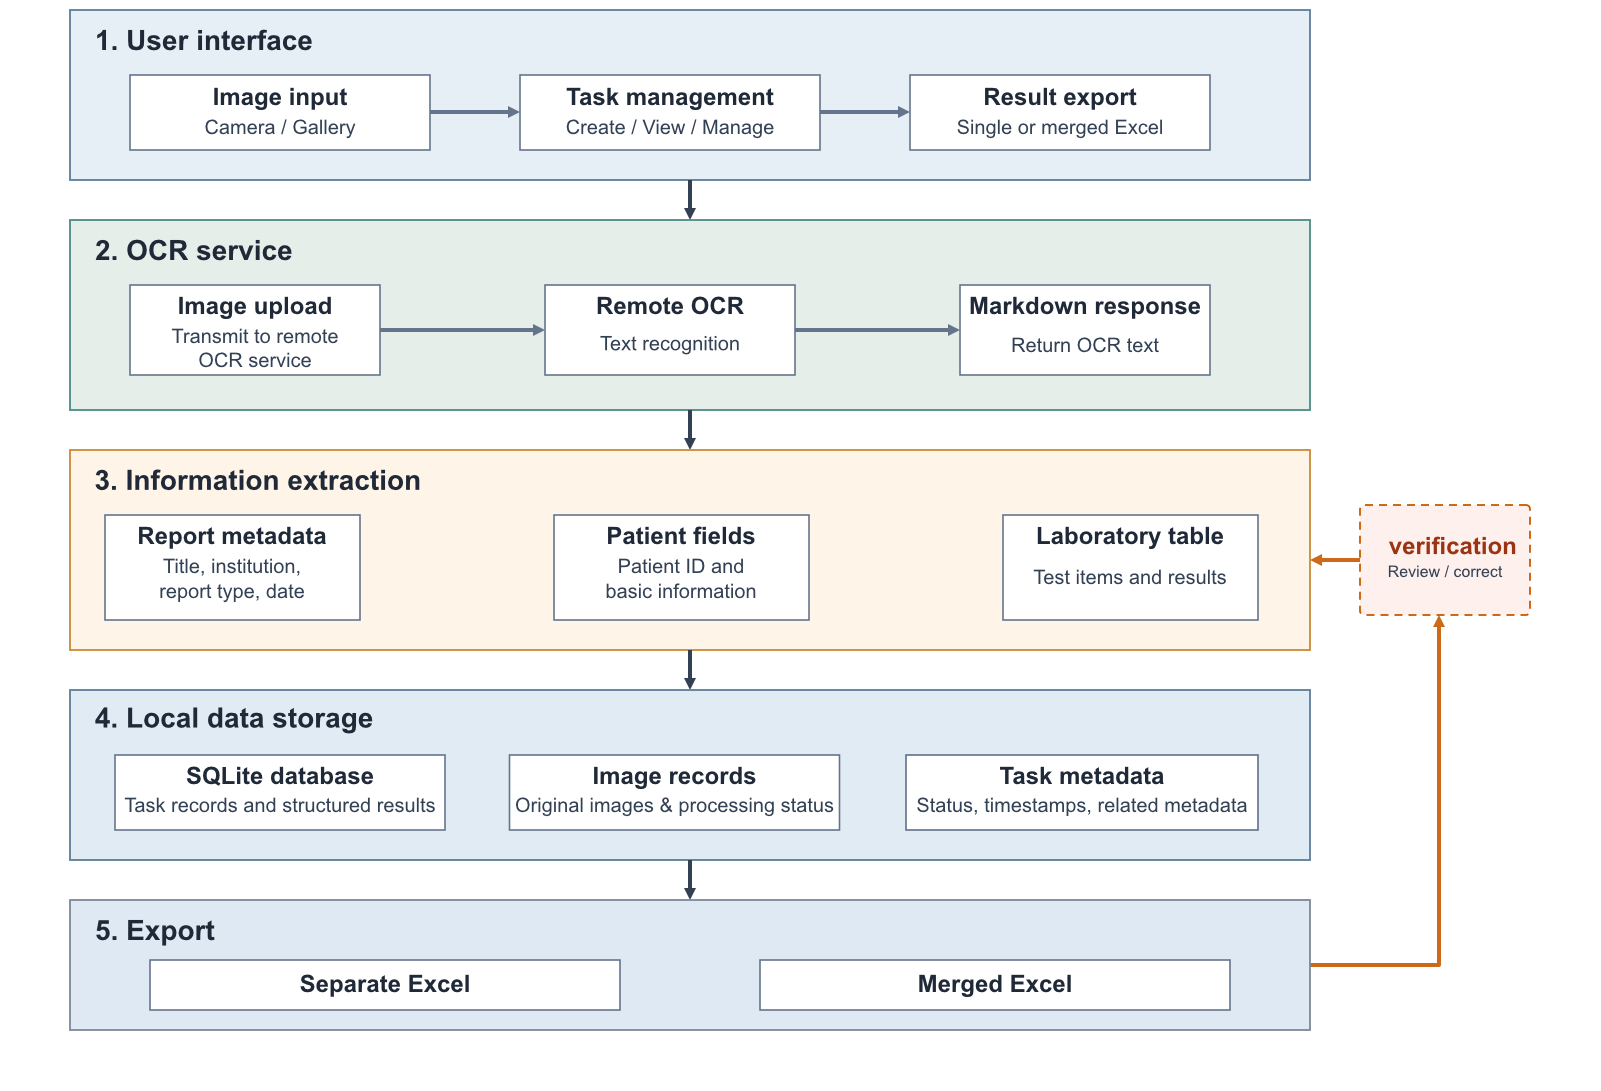 1. User interface
Image input
Camera / Gallery
Task management
Create / View / Manage
Result export
Single or merged Excel
2. OCR service
Image upload
Transmit to remote
OCR service
Remote OCR
Text recognition
Markdown response
Return OCR text
3. Information extraction
Report metadata
Title, institution,
report type, date
Patient fields
Patient ID and
basic information
Laboratory table
Test items and results
verification
Review / correct
4. Local data storage
SQLite database
Task records and structured results
Image records
Original images & processing status
Task metadata
Status, timestamps, related metadata
5. Export
Separate Excel
Merged Excel